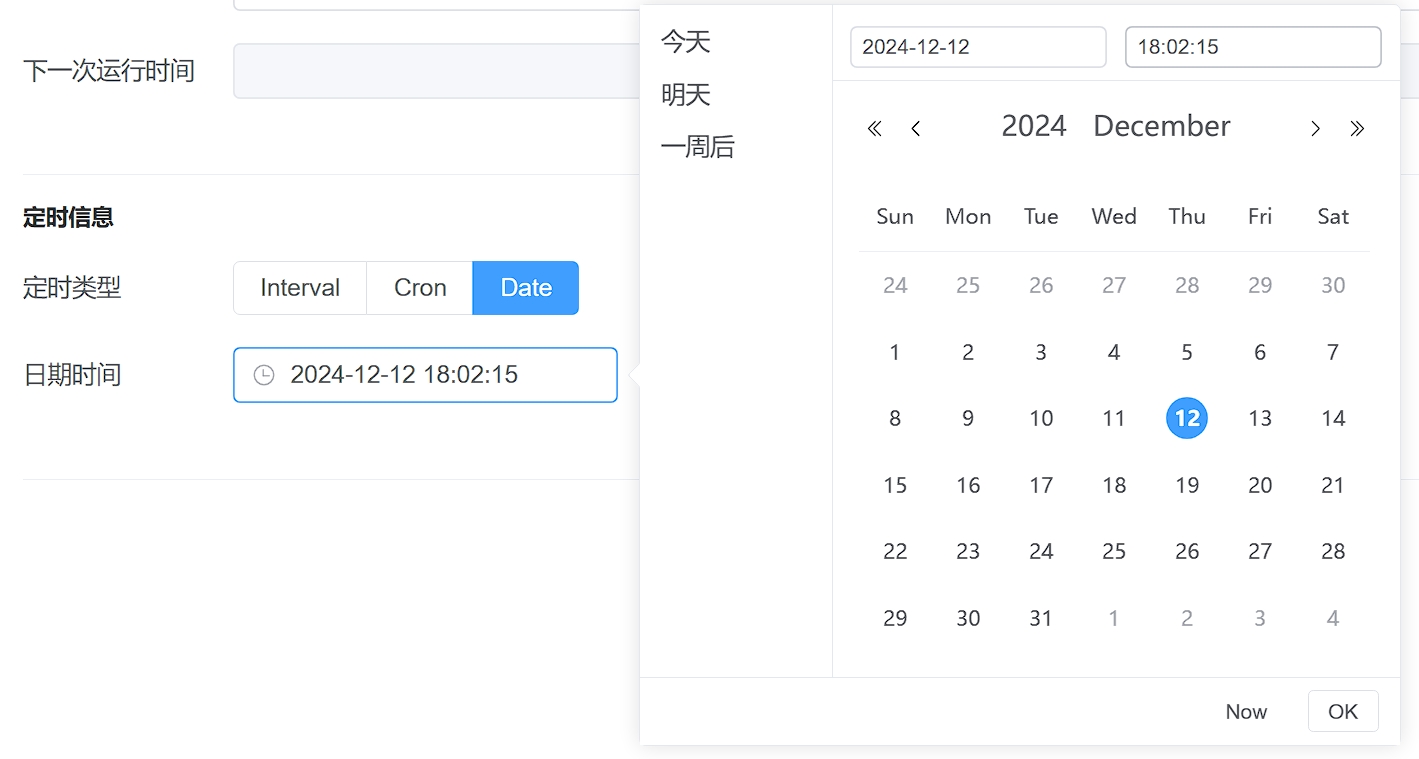 下一次运行时间
定时信息
定时类型
Interval Cron Date
日期时间
2024-12-12 18:02:15
今天
明天
一周后
2024-12-12 18:02:15
2024 December
Sun Mon Tue Wed Thu Fri Sat
24 25 26 27 28 29 30
1 2 3 4 5 6 7
8 9 10 11 12 13 14
15 16 17 18 19 20 21
22 23 24 25 26 27 28
29 30 31 1 2 3 4
Now OK